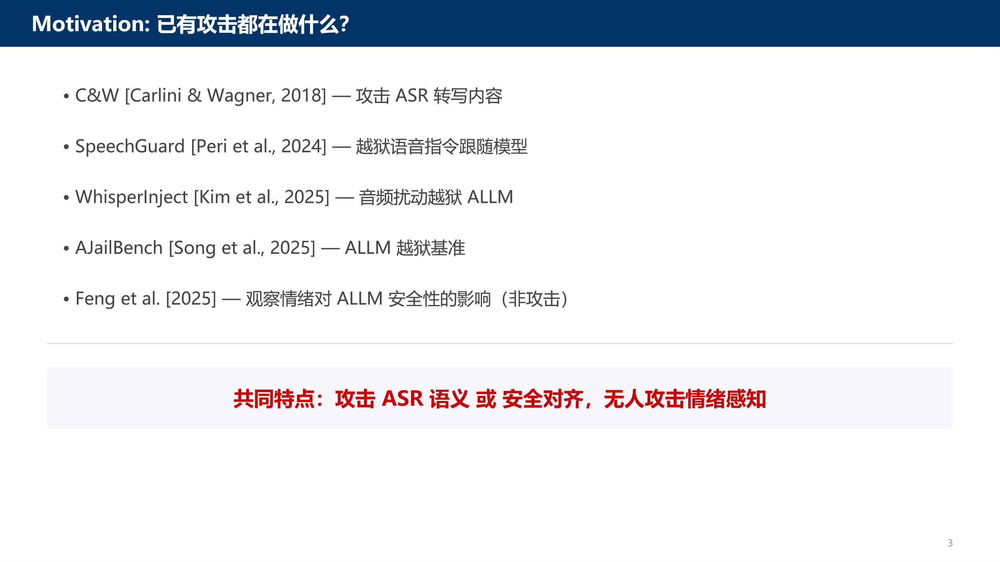 Motivation: 已有攻击都在做什么?
• C&W [Carlini & Wagner, 2018] — 攻击 ASR 转写内容
• SpeechGuard [Peri et al., 2024] — 越狱语音指令跟随模型
• WhisperInject [Kim et al., 2025] — 音频扰动越狱 ALLM
• AJailBench [Song et al., 2025] — ALLM 越狱基准
• Feng et al. [2025] — 观察情绪对 ALLM 安全性的影响（非攻击）
共同特点：攻击 ASR 语义 或 安全对齐，无人攻击情绪感知
3